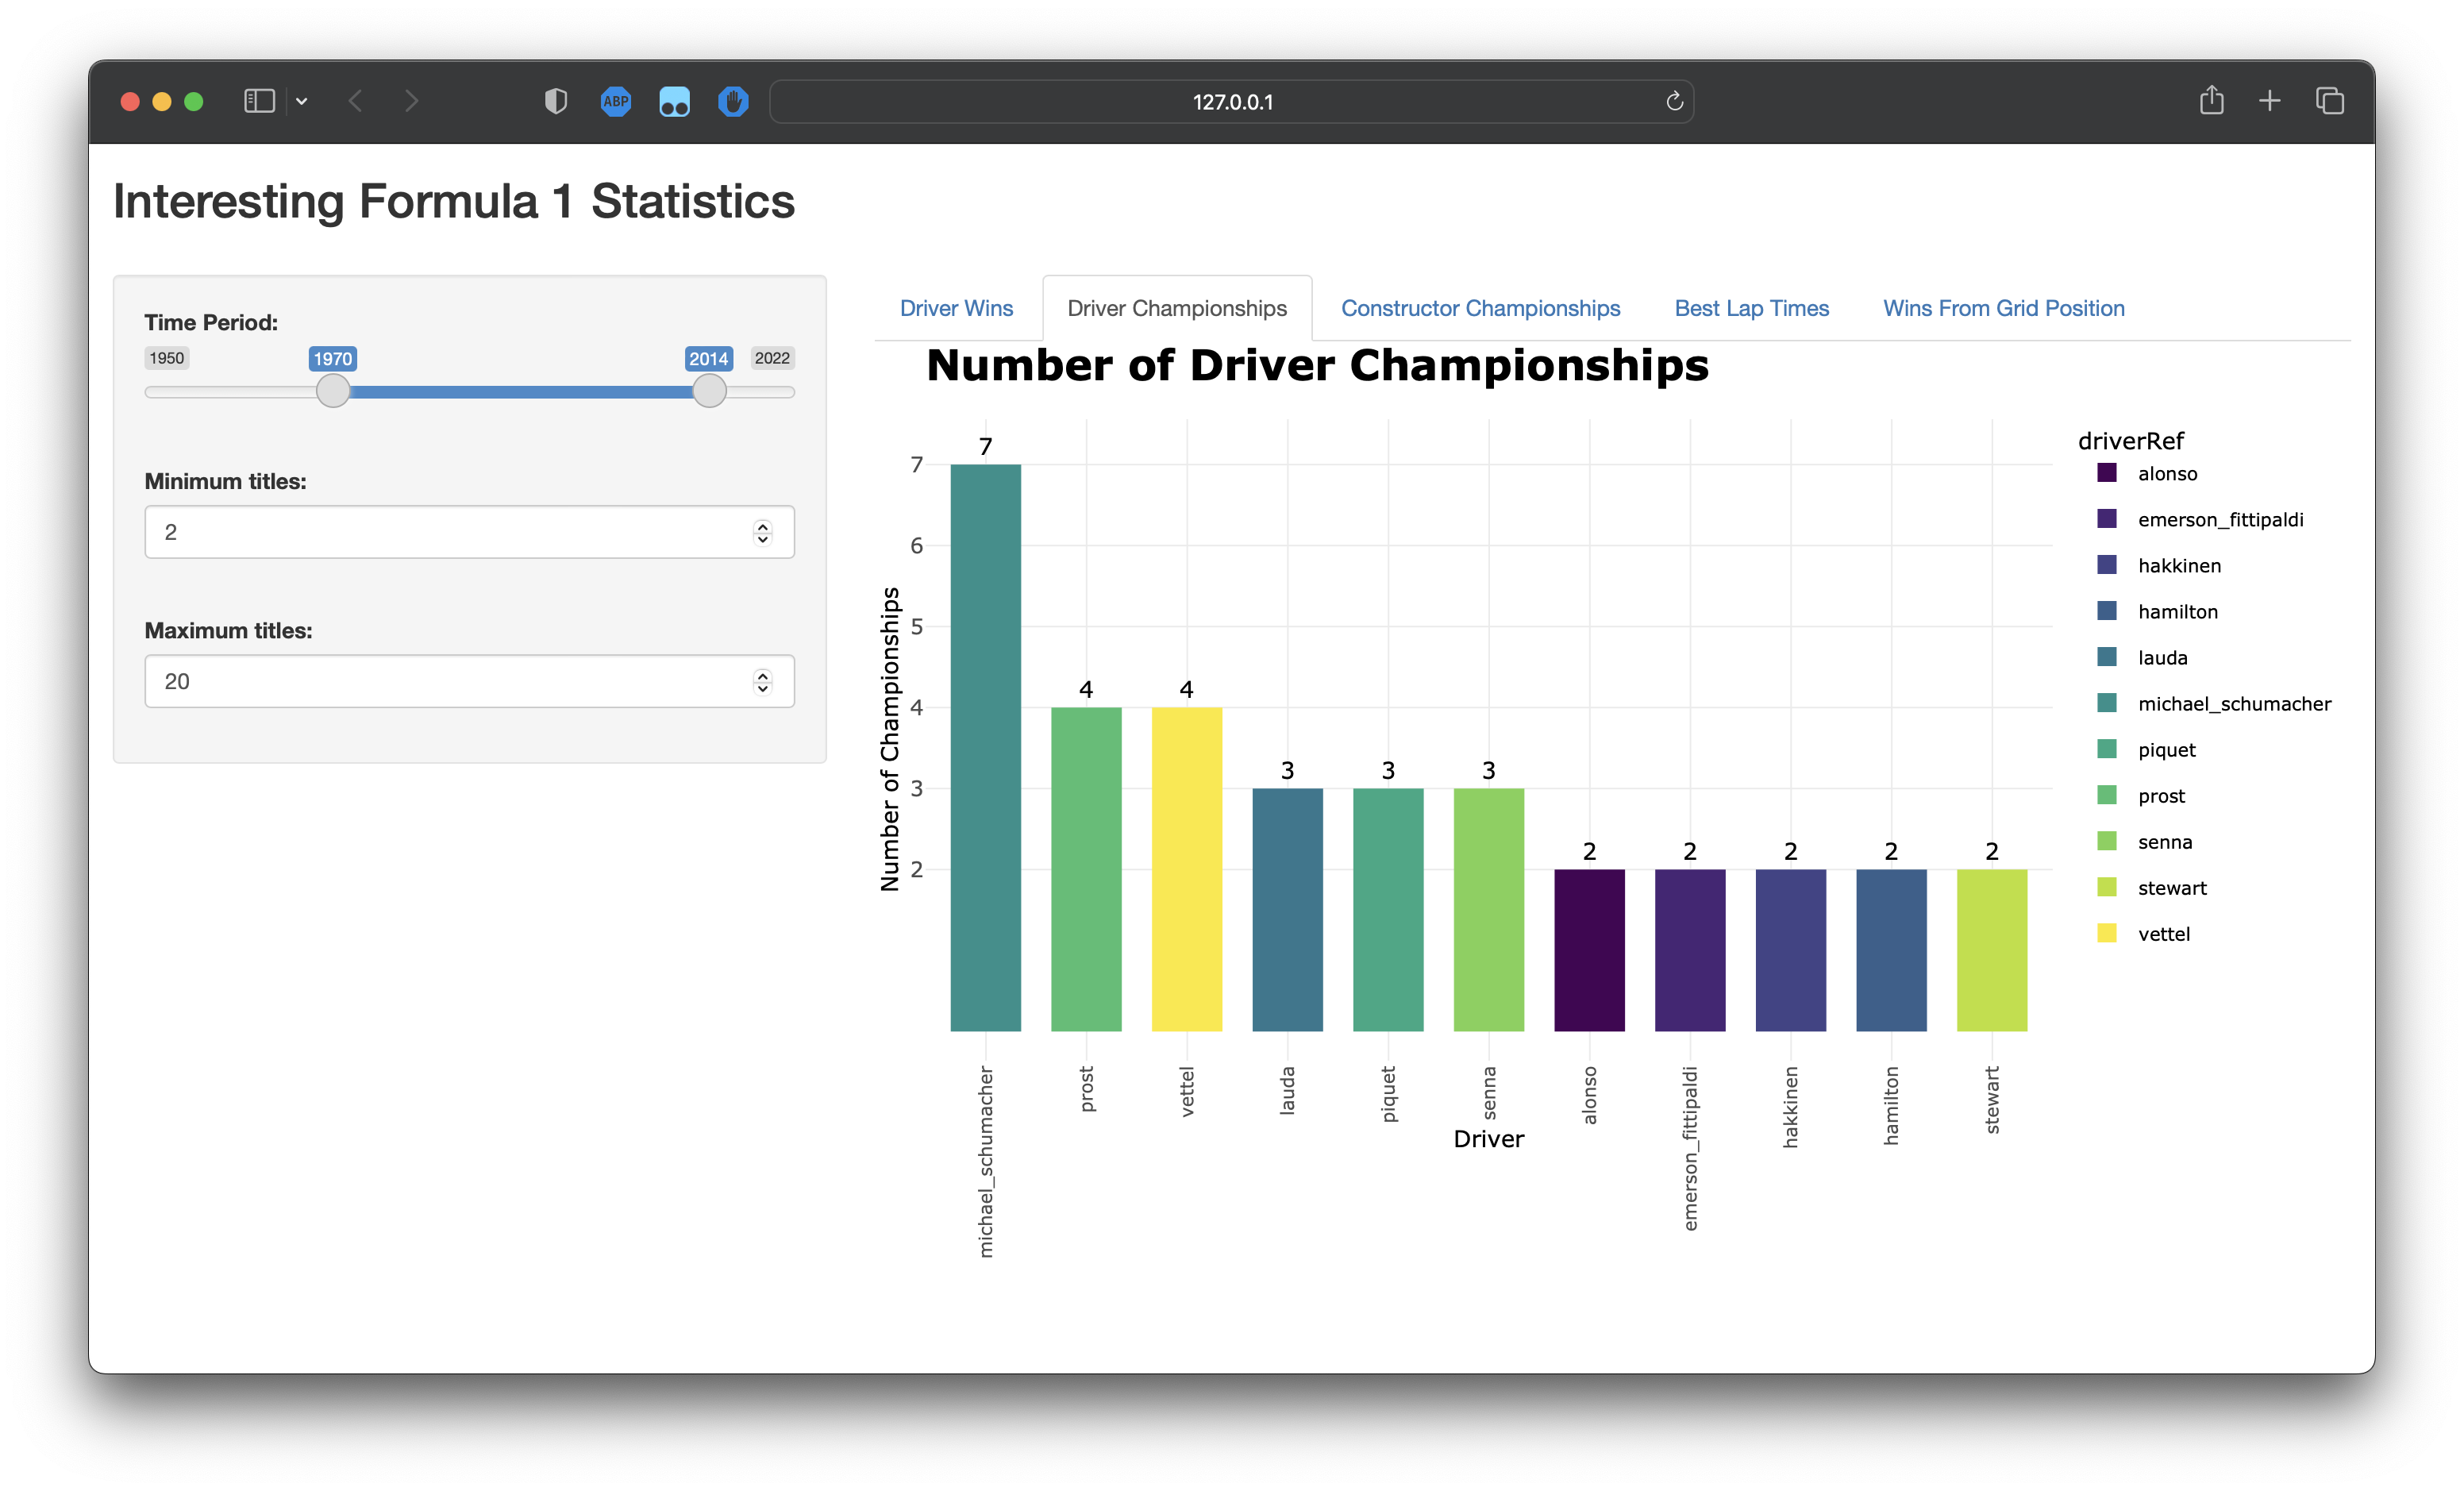 ABP
127.0.0.1
Interesting Formula 1 Statistics
Time Period:
1950 1970 2014 2022
Minimum titles:
2
Maximum titles:
20
Driver Wins Driver Championships Constructor Championships Best Lap Times Wins From Grid Position
Number of Driver Championships
Number of Championships
7
6
5
4
3
2
7 4 4 3 3 3 2 2 2 2 2
michael_schumacher
prost
vettel
lauda
piquet
senna
alonso
emerson_fittipaldi
hakkinen
hamilton
stewart
Driver
driverRef
alonso
emerson_fittipaldi
hakkinen
hamilton
lauda
michael_schumacher
piquet
prost
senna
stewart
vettel